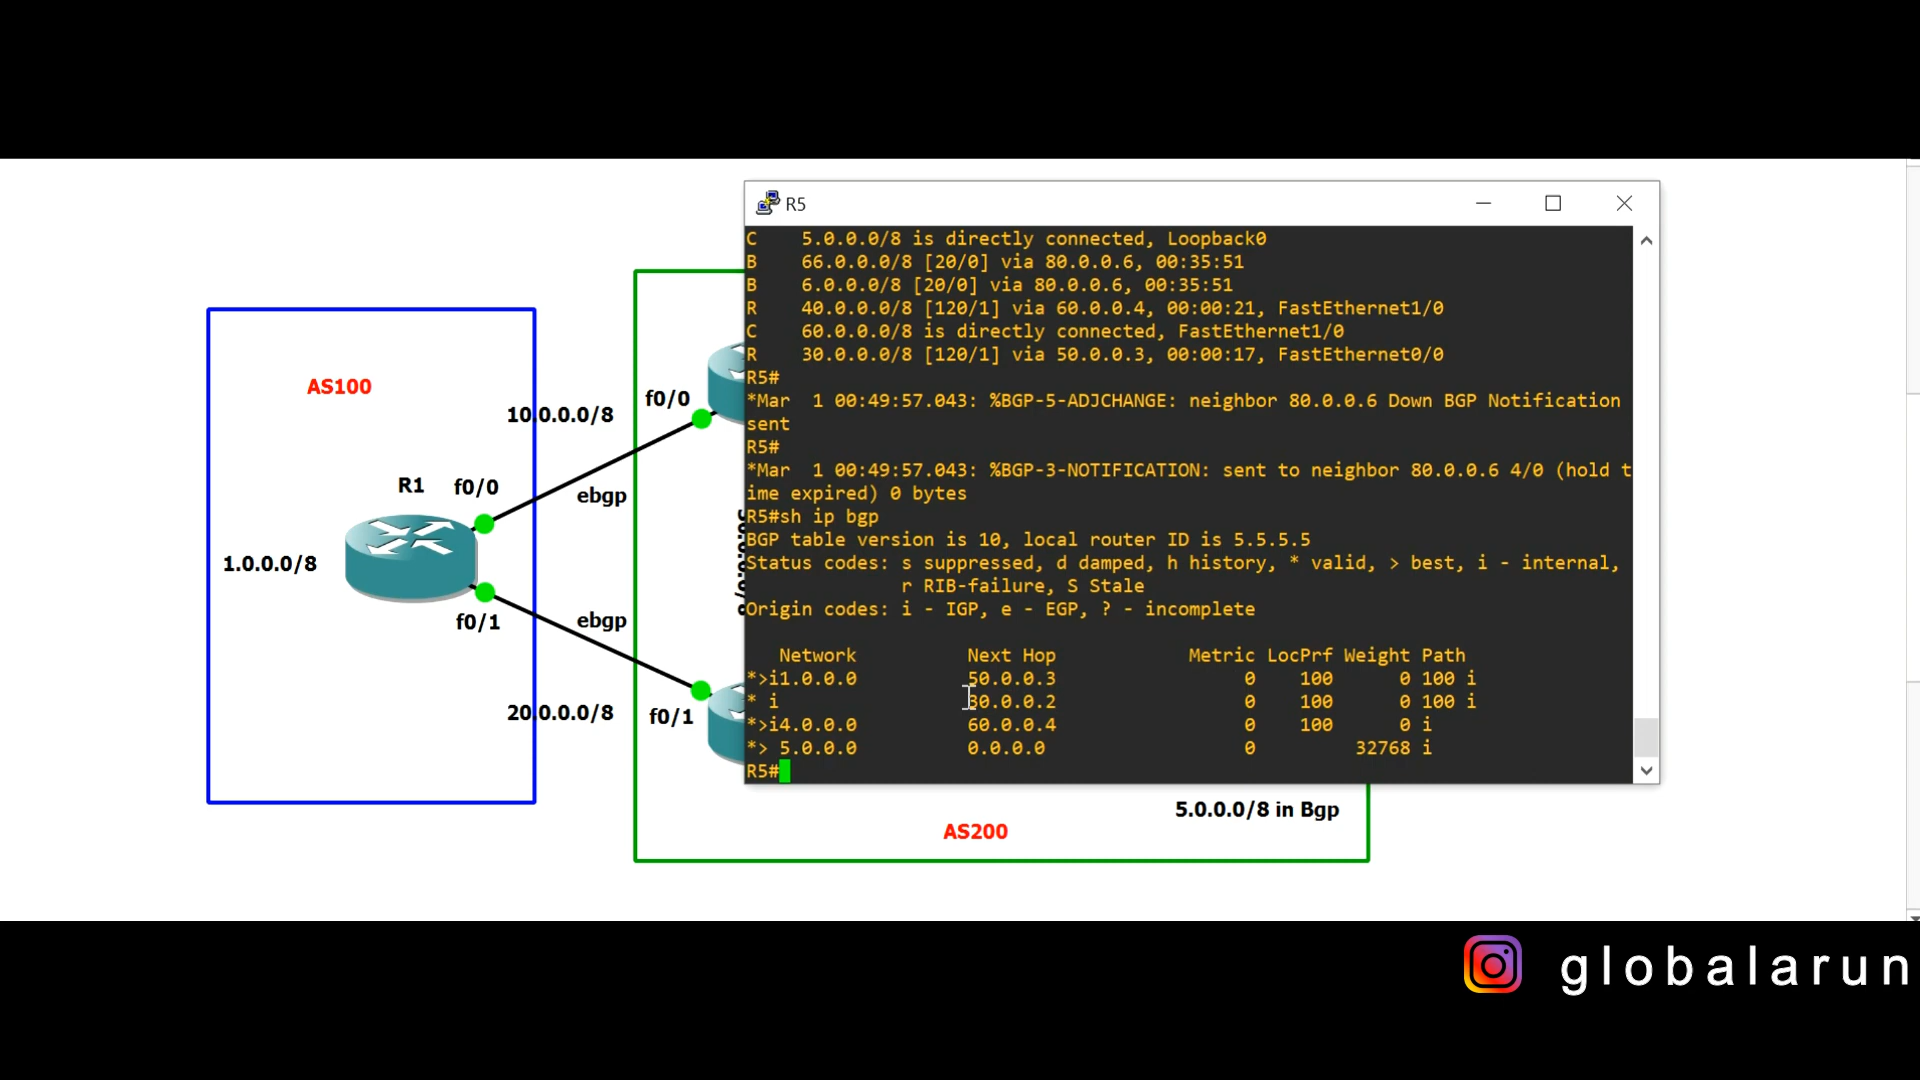 R5
C    5.0.0.0/8 is directly connected, Loopback0
B    66.0.0.0/8 [20/0] via 80.0.0.6, 00:35:51
B    6.0.0.0/8 [20/0] via 80.0.0.6, 00:35:51
R    40.0.0.0/8 [120/1] via 60.0.0.4, 00:00:21, FastEthernet1/0
C    60.0.0.0/8 is directly connected, FastEthernet1/0
R    30.0.0.0/8 [120/1] via 50.0.0.3, 00:00:17, FastEthernet0/0
R5#
*Mar  1 00:49:57.043: %BGP-5-ADJCHANGE: neighbor 80.0.0.6 Down BGP Notification
sent
R5#
*Mar  1 00:49:57.043: %BGP-3-NOTIFICATION: sent to neighbor 80.0.0.6 4/0 (hold t
ime expired) 0 bytes
R5#sh ip bgp
BGP table version is 10, local router ID is 5.5.5.5
Status codes: s suppressed, d damped, h history, * valid, > best, i - internal,
              r RIB-failure, S Stale
Origin codes: i - IGP, e - EGP, ? - incomplete
   Network          Next Hop            Metric LocPrf Weight Path
*>i1.0.0.0          50.0.0.3                 0    100      0 100 i
* i                 30.0.0.2                 0    100      0 100 i
*>i4.0.0.0          60.0.0.4                 0    100      0 i
*> 5.0.0.0          0.0.0.0                  0         32768 i
R5#
AS100
10.0.0.0/8
f0/0
R1
f0/0
ebgp
1.0.0.0/8
f0/1
ebgp
20.0.0.0/8
f0/1
5.0.0.0/8 in Bgp
AS200
globalarun